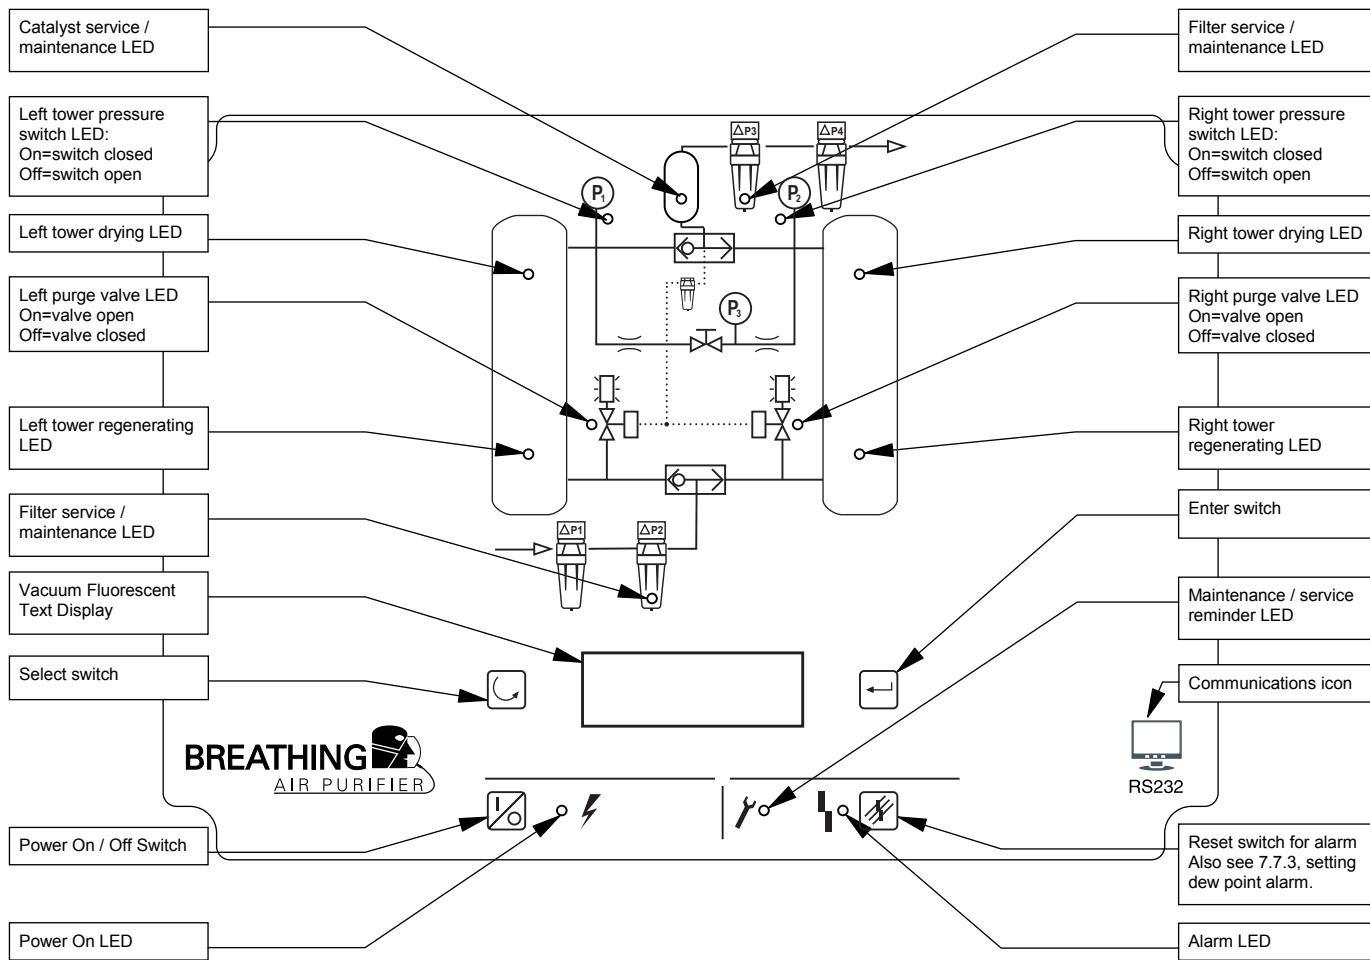 Catalyst service /
maintenance LED
Left tower pressure
switch LED:
On=switch closed
Off=switch open
Left tower drying LED
Left purge valve LED
On=valve open
Off=valve closed
Left tower regenerating
LED
Filter service /
maintenance LED
Vacuum Fluorescent
Text Display
Select switch
Power On / Off Switch
Power On LED
△P3
△P4
P1
P2
P3
△P1
△P2
BREATHING
AIR PURIFIER
RS232
Filter service /
maintenance LED
Right tower pressure
switch LED:
On=switch closed
Off=switch open
Right tower drying LED
Right purge valve LED
On=valve open
Off=valve closed
Right tower
regenerating LED
Enter switch
Maintenance / service
reminder LED
Communications icon
Reset switch for alarm
Also see 7.7.3, setting
dew point alarm.
Alarm LED